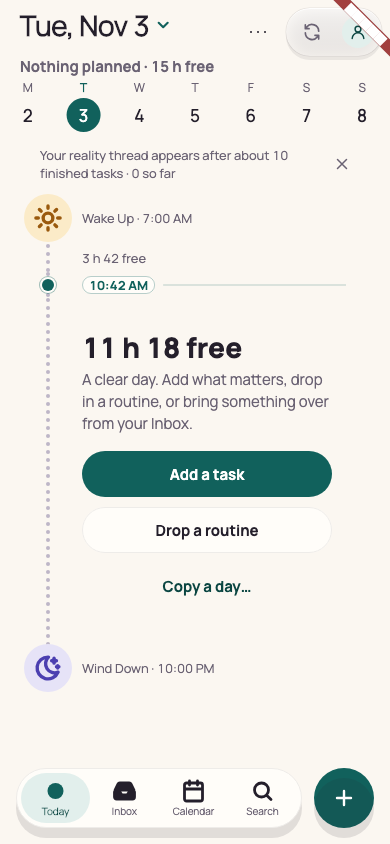 Tue, Nov 3
...
Nothing planned · 15 h free
M T W T F S S
2 3 4 5 6 7 8
Your reality thread appears after about 10
finished tasks · 0 so far
Wake Up · 7:00 AM
3 h 42 free
10:42 AM
11 h 18 free
A clear day. Add what matters, drop
in a routine, or bring something over
from your Inbox.
Add a task
Drop a routine
Copy a day...
Wind Down · 10:00 PM
Today Inbox Calendar Search